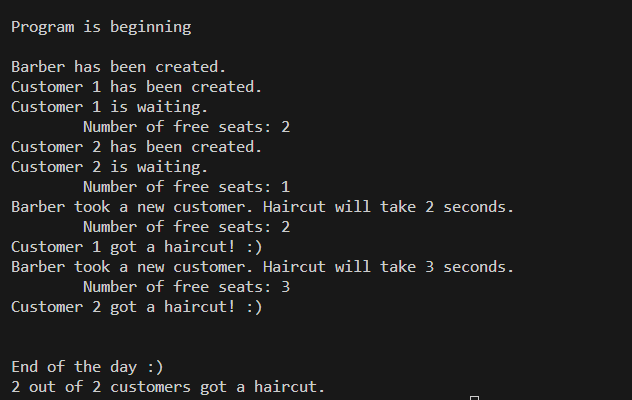 Program is beginning
Barber has been created.
Customer 1 has been created.
Customer 1 is waiting.
Number of free seats: 2
Customer 2 has been created.
Customer 2 is waiting.
Number of free seats: 1
Barber took a new customer. Haircut will take 2 seconds.
Number of free seats: 2
Customer 1 got a haircut! :)
Barber took a new customer. Haircut will take 3 seconds.
Number of free seats: 3
Customer 2 got a haircut! :)
End of the day :)
2 out of 2 customers got a haircut.